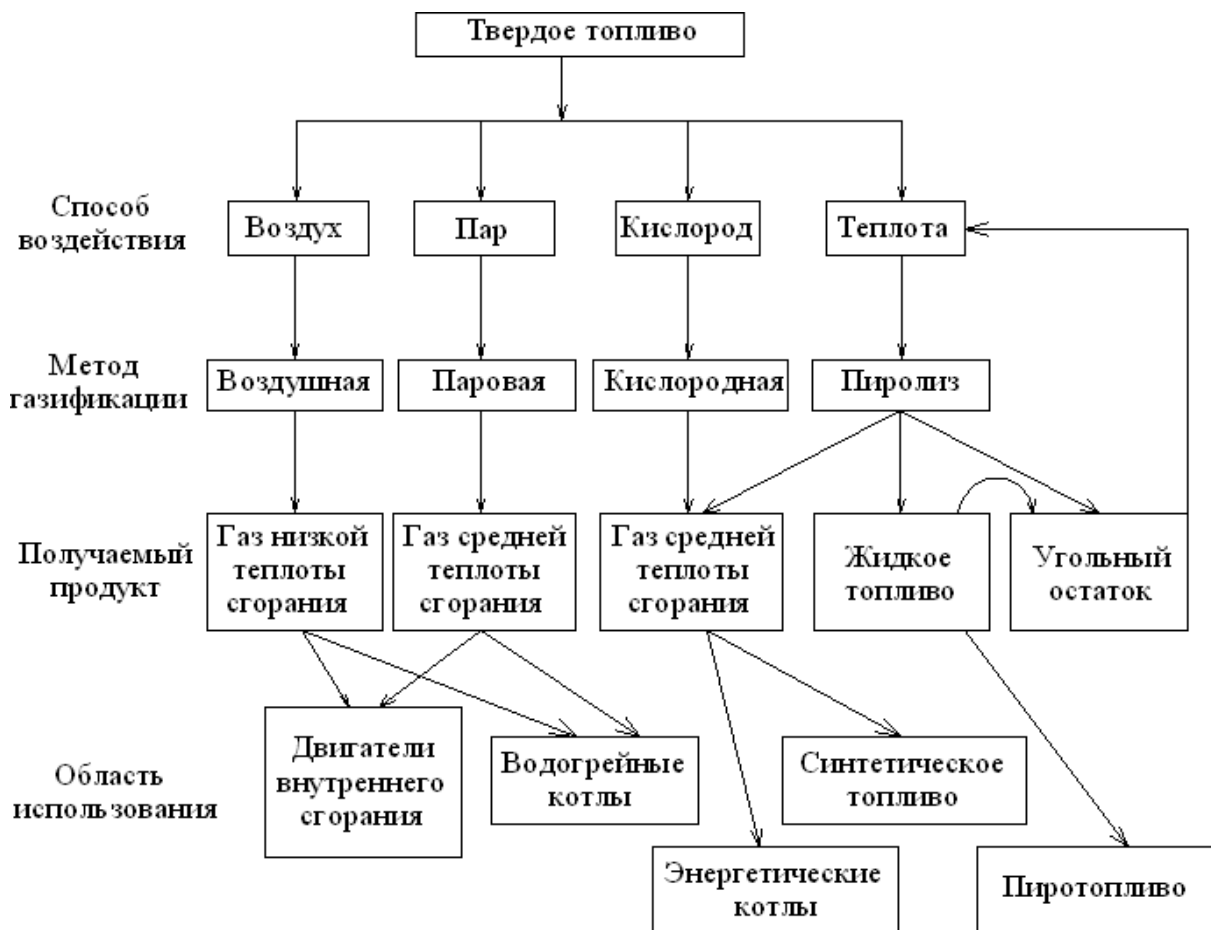 Твердое топливо
Способ
воздействия
Воздух
Пар
Кислород
Теплота
Метод
газификации
Воздушная
Паровая
Кислородная
Пиролиз
Получаемый
продукт
Газ низкой
теплоты
сгорания
Газ средней
теплоты
сгорания
Газ средней
теплоты
сгорания
Жидкое
топливо
Угольный
остаток
Область
использования
Двигатели
внутреннего
сгорания
Водогрейные
котлы
Синтетическое
топливо
Энергетические
котлы
Пиротопливо